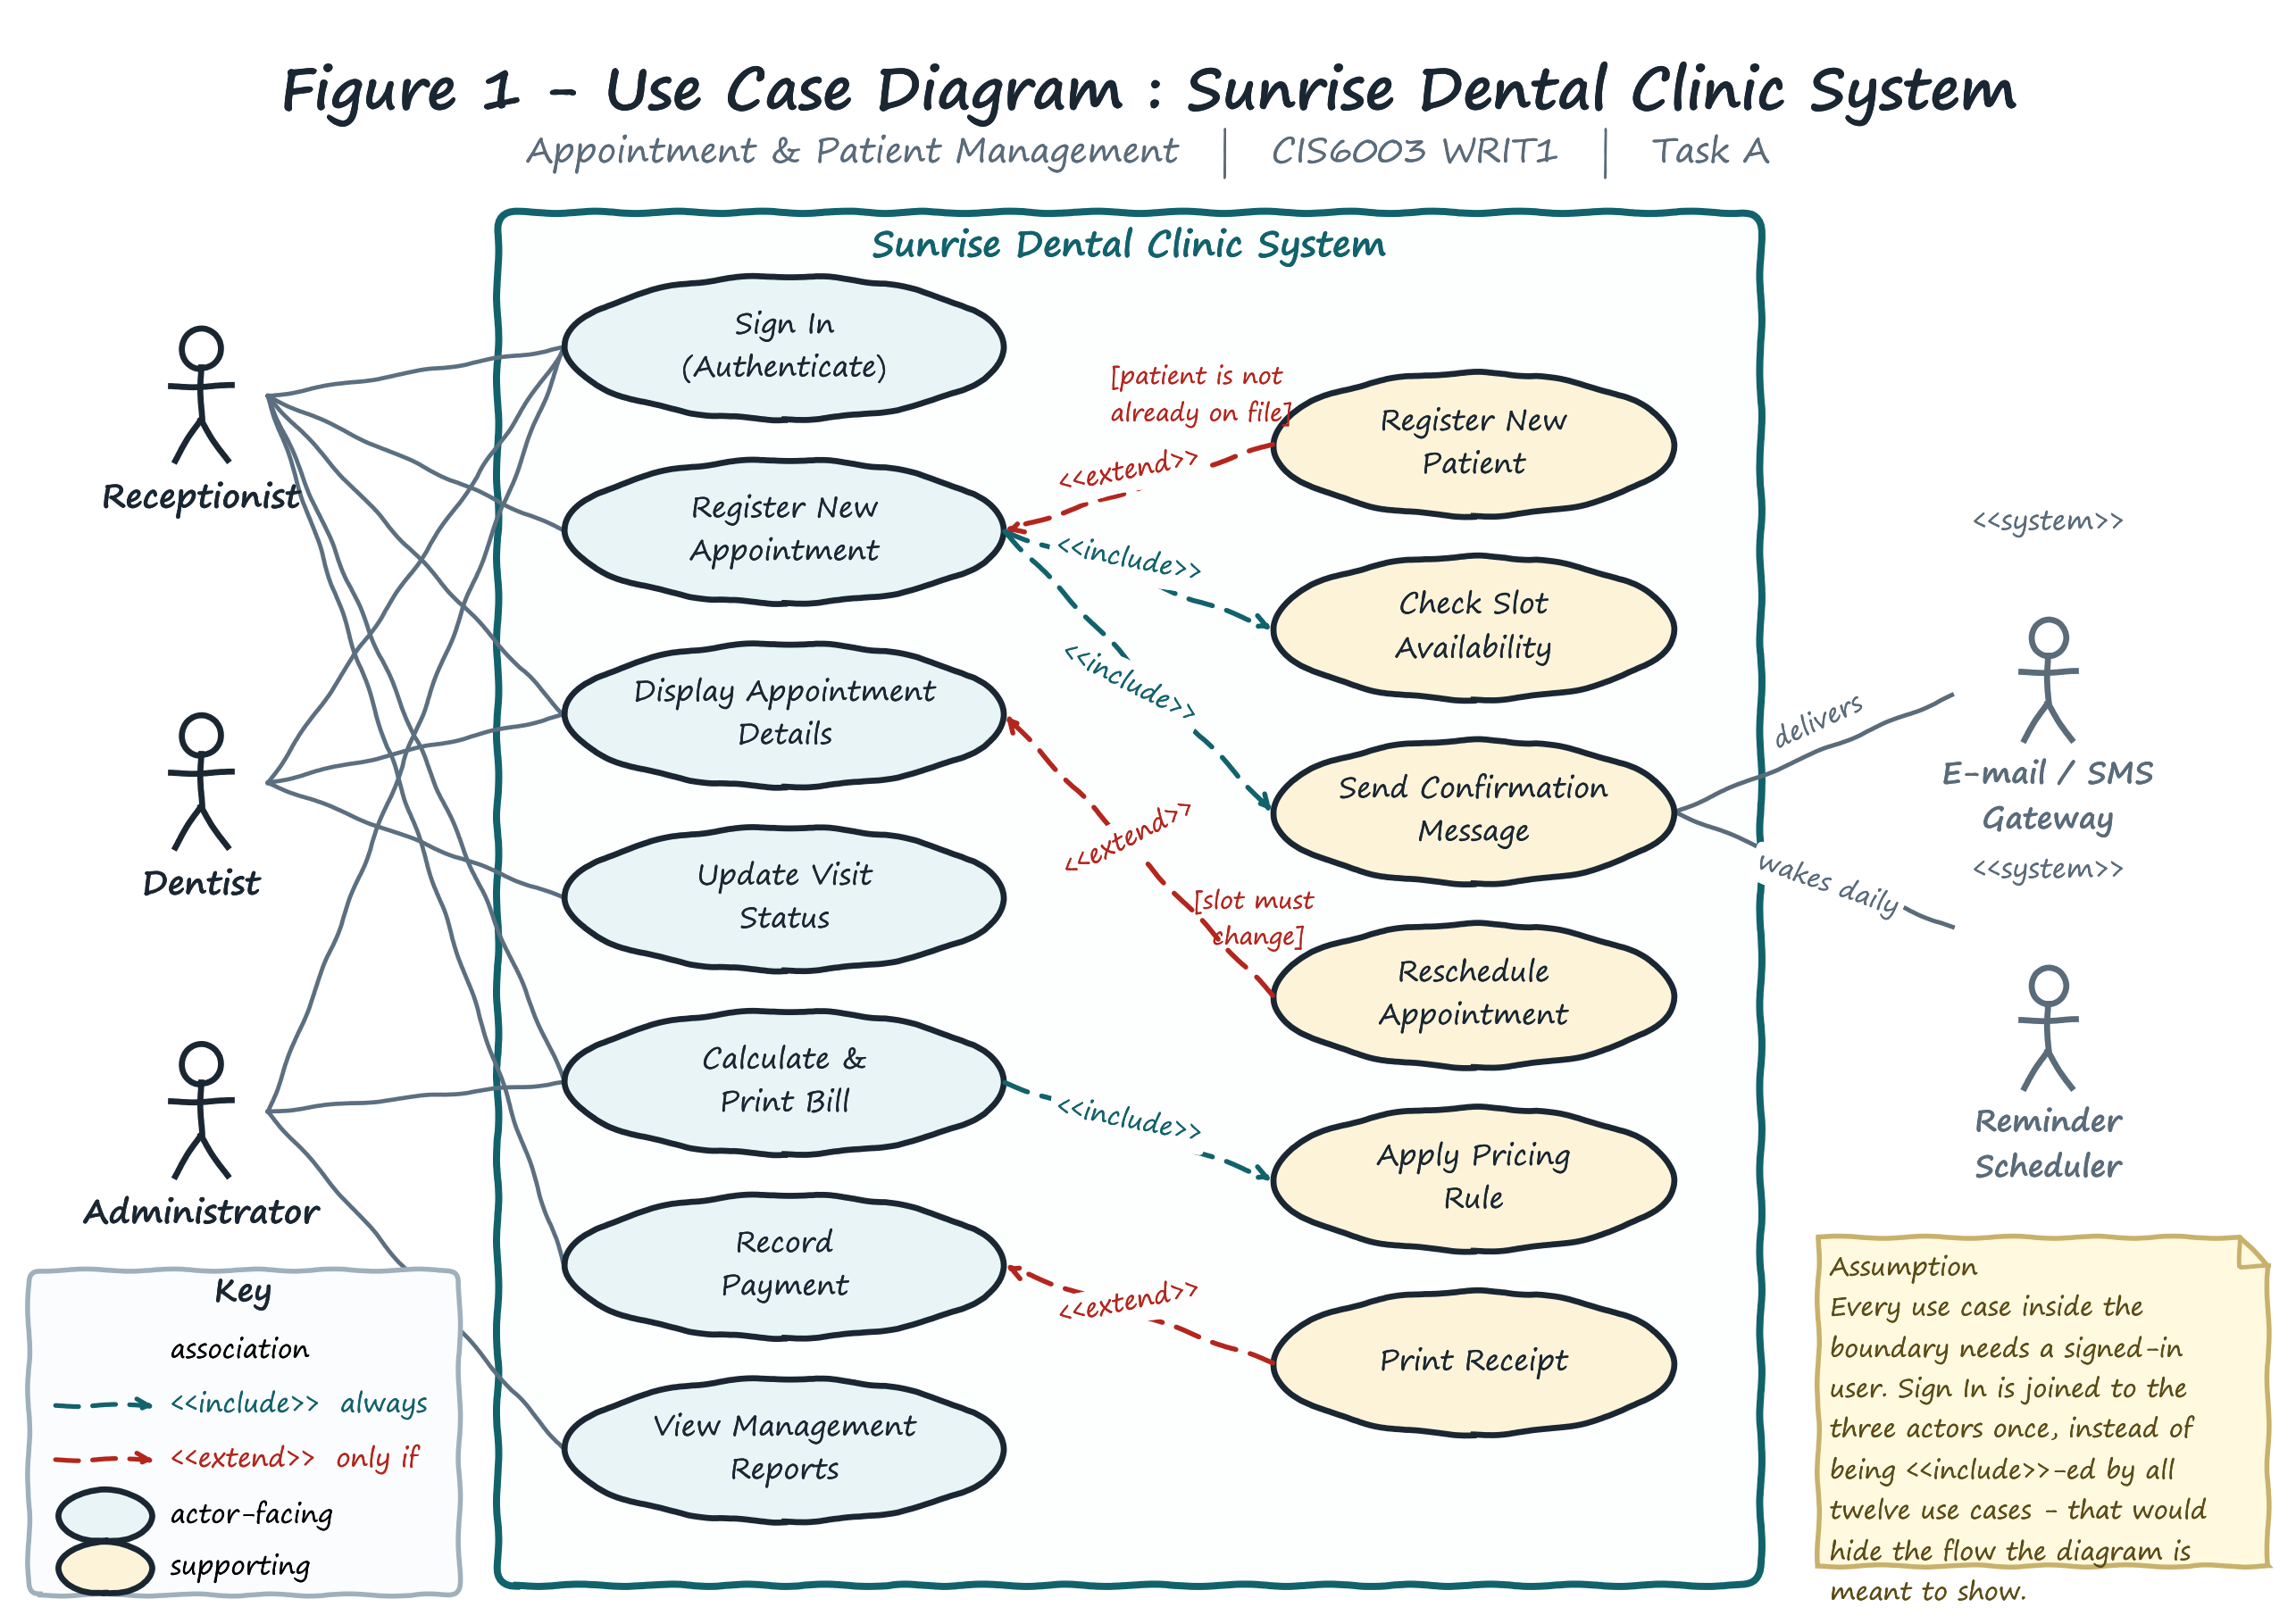 Figure 1 - Use Case Diagram : Sunrise Dental Clinic System
Appointment & Patient Management | CIS6003 WRIT1 | Task A
Sunrise Dental Clinic System
Receptionist
Dentist
Administrator
Sign In
(Authenticate)
Register New
Appointment
Display Appointment
Details
Update Visit
Status
Calculate &
Print Bill
Record
Payment
View Management
Reports
[patient is not
already on file]
<<extend>>
<<include>>
<<include>>
<<extend>>
[slot must
change]
<<include>>
<<extend>>
Register New
Patient
Check Slot
Availability
Send Confirmation
Message
Reschedule
Appointment
Apply Pricing
Rule
Print Receipt
delivers
wakes daily
<<system>>
E-mail / SMS
Gateway
<<system>>
Reminder
Scheduler
Key
association
<<include>> always
<<extend>> only if
actor-facing
supporting
Assumption
Every use case inside the
boundary needs a signed-in
user. Sign In is joined to the
three actors once, instead of
being <<include>>-ed by all
twelve use cases - that would
hide the flow the diagram is
meant to show.